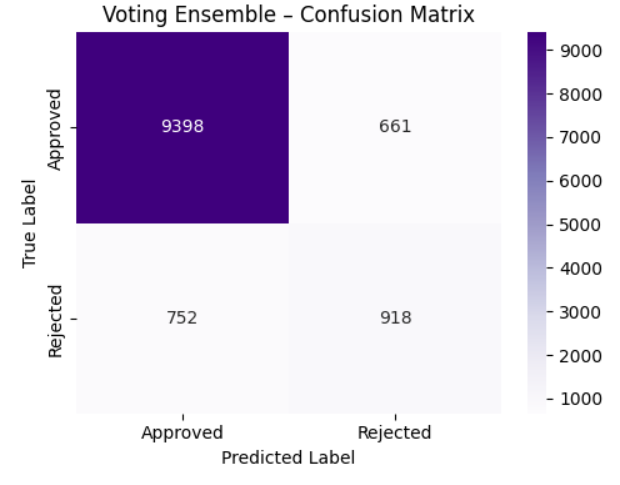 Voting Ensemble – Confusion Matrix
True Label
Approved
Rejected
9398
661
752
918
Approved
Rejected
Predicted Label
9000
8000
7000
6000
5000
4000
3000
2000
1000